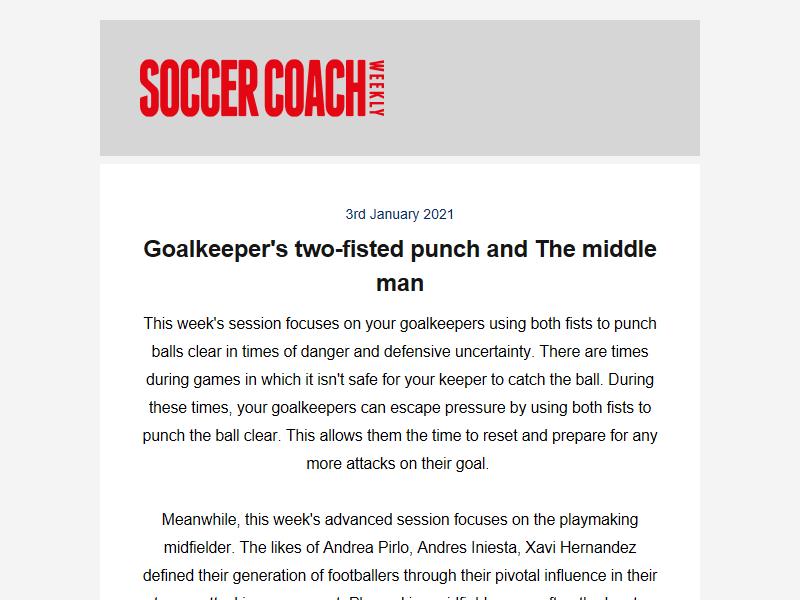 SOCCER COACH WEEKLY
3rd January 2021
Goalkeeper's two-fisted punch and The middle
man
This week's session focuses on your goalkeepers using both fists to punch
balls clear in times of danger and defensive uncertainty. There are times
during games in which it isn't safe for your keeper to catch the ball. During
these times, your goalkeepers can escape pressure by using both fists to
punch the ball clear. This allows them the time to reset and prepare for any
more attacks on their goal.
Meanwhile, this week's advanced session focuses on the playmaking
midfielder. The likes of Andrea Pirlo, Andres Iniesta, Xavi Hernandez
defined their generation of footballers through their pivotal influence in their